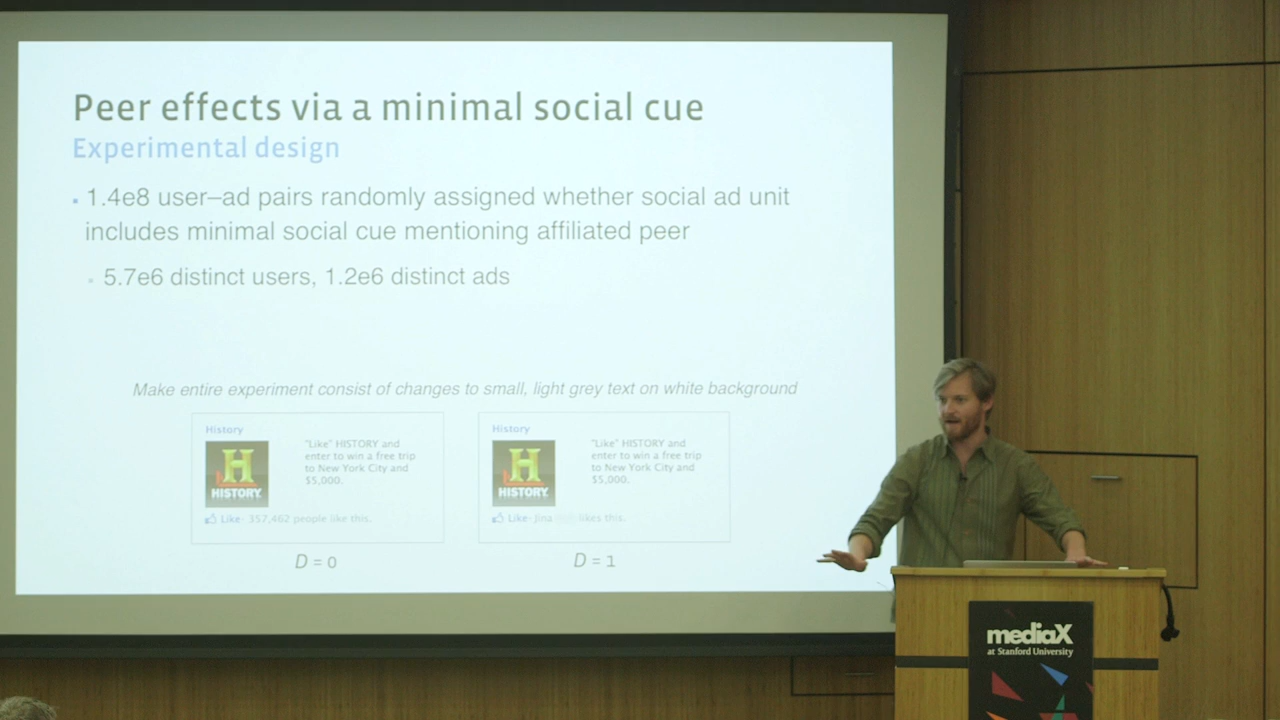 Peer effects via a minimal social cue
Experimental design
1.4e8 user–ad pairs randomly assigned whether social ad unit
includes minimal social cue mentioning affiliated peer
5.7e6 distinct users, 1.2e6 distinct ads
Make entire experiment consist of changes to small, light grey text on white background
History
"Like" HISTORY and
enter to win a free trip
to New York City and
$5,000.
H
HISTORY
Like · 357,462 people like this.
D = 0
History
"Like" HISTORY and
enter to win a free trip
to New York City and
$5,000.
H
HISTORY
Like · Jina likes this.
D = 1
mediaX
at Stanford University